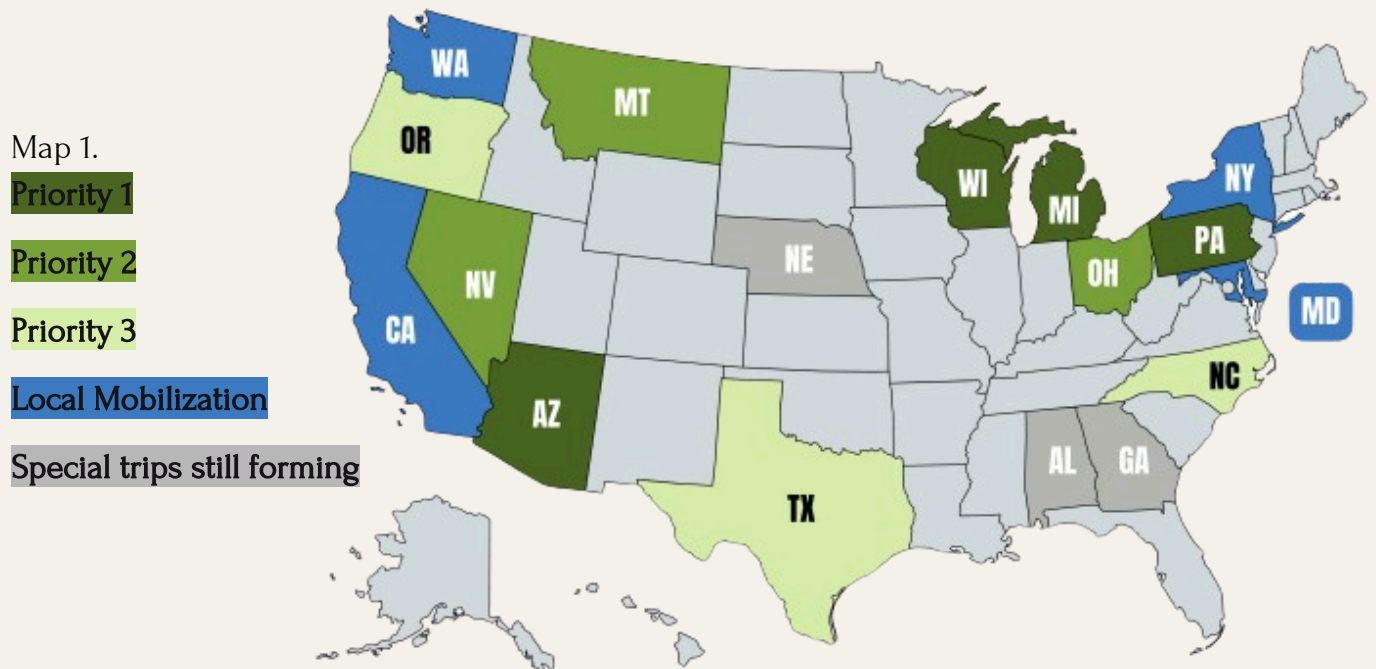 Map 1.
Priority 1
Priority 2
Priority 3
Local Mobilization
Special trips still forming
WA
MT
OR
WI
MI
NY
PA
NE
OH
NV
MD
CA
NC
AZ
AL
GA
TX